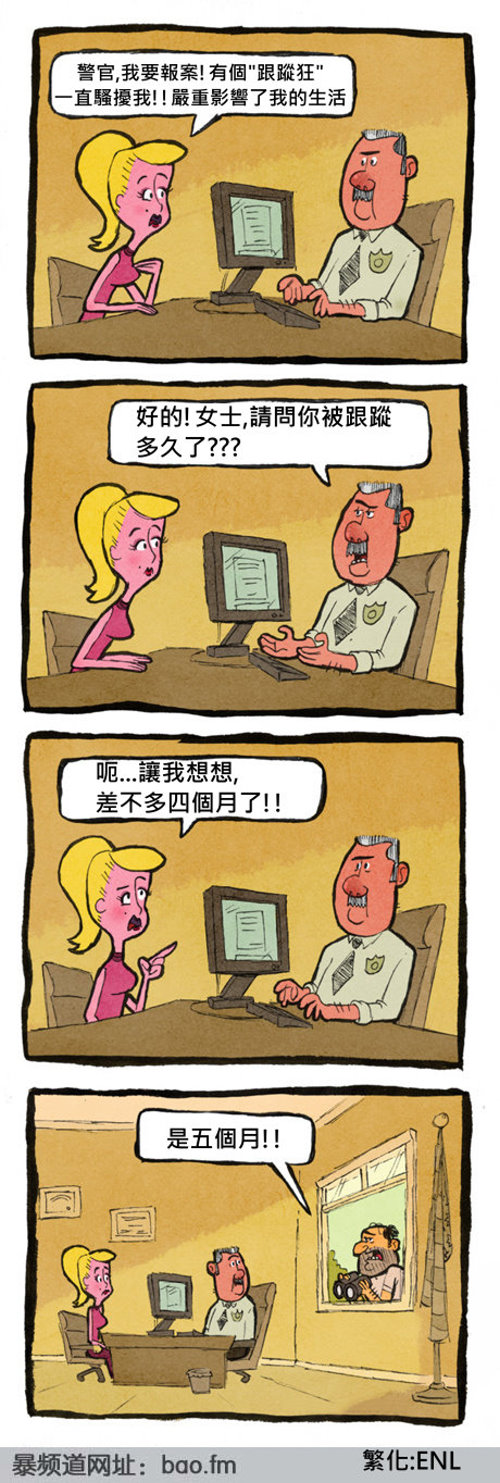 警官,我要報案!有個"跟蹤狂"
一直騷擾我!!嚴重影響了我的生活
好的!女士,請問你被跟蹤
多久了???
呃...讓我想想,
差不多四個月了!!
是五個月!!
暴频道网址：bao.fm
繁化:ENL